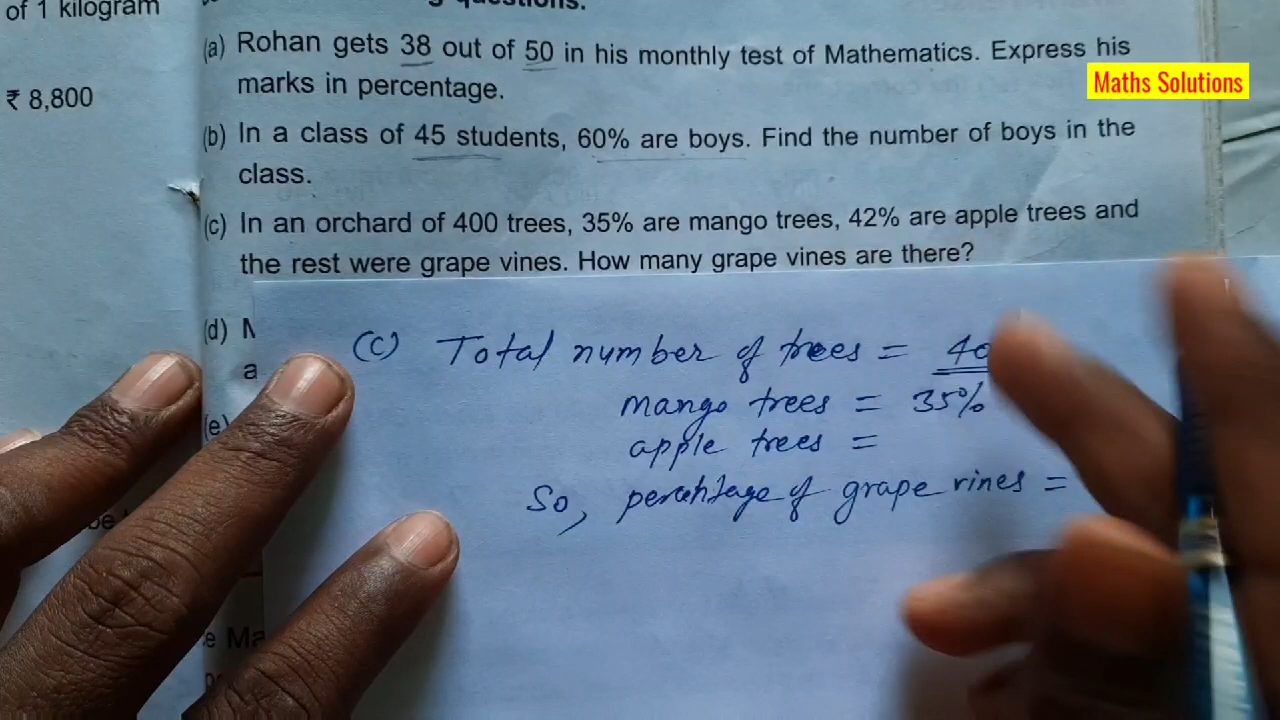 of 1 kilogram
questions.
(a) Rohan gets 38 out of 50 in his monthly test of Mathematics. Express his
marks in percentage.
Maths Solutions
₹ 8,800
(b) In a class of 45 students, 60% are boys. Find the number of boys in the
class.
(c) In an orchard of 400 trees, 35% are mango trees, 42% are apple trees and
the rest were grape vines. How many grape vines are there?
(d)
(c) Total number of trees = 40
mango trees = 35%
a
apple trees =
(e)
So, percentage of grape vines =
be
e Ma